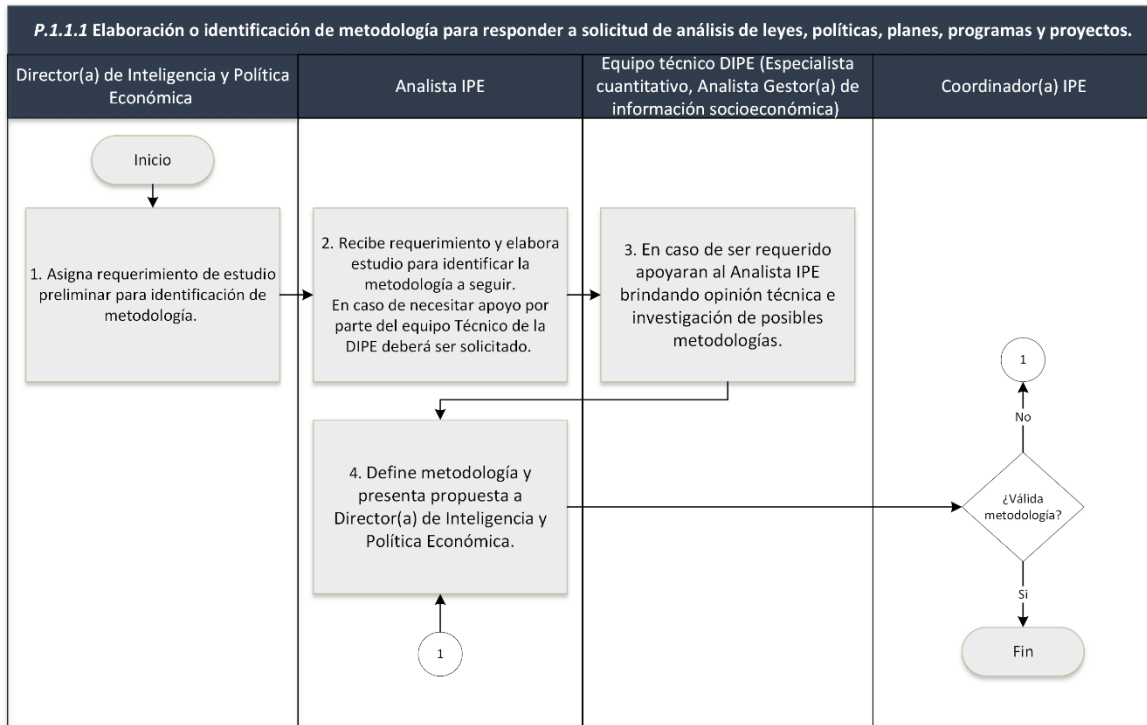 P.1.1.1 Elaboración o identificación de metodología para responder a solicitud de análisis de leyes, políticas, planes, programas y proyectos.
Director(a) de Inteligencia y Política
Económica
Analista IPE
Equipo técnico DIPE (Especialista
cuantitativo, Analista Gestor(a) de
información socioeconómica)
Coordinador(a) IPE
Inicio
1. Asigna requerimiento de estudio
preliminar para identificación de
metodología.
2. Recibe requerimiento y elabora
estudio para identificar la
metodología a seguir.
En caso de necesitar apoyo por
parte del equipo Técnico de la
DIPE deberá ser solicitado.
3. En caso de ser requerido
apoyaran al Analista IPE
brindando opinión técnica e
investigación de posibles
metodologías.
1
No
4. Define metodología y
presenta propuesta a
Director(a) de Inteligencia y
Política Económica.
¿Válida
metodología?
Si
1
Fin